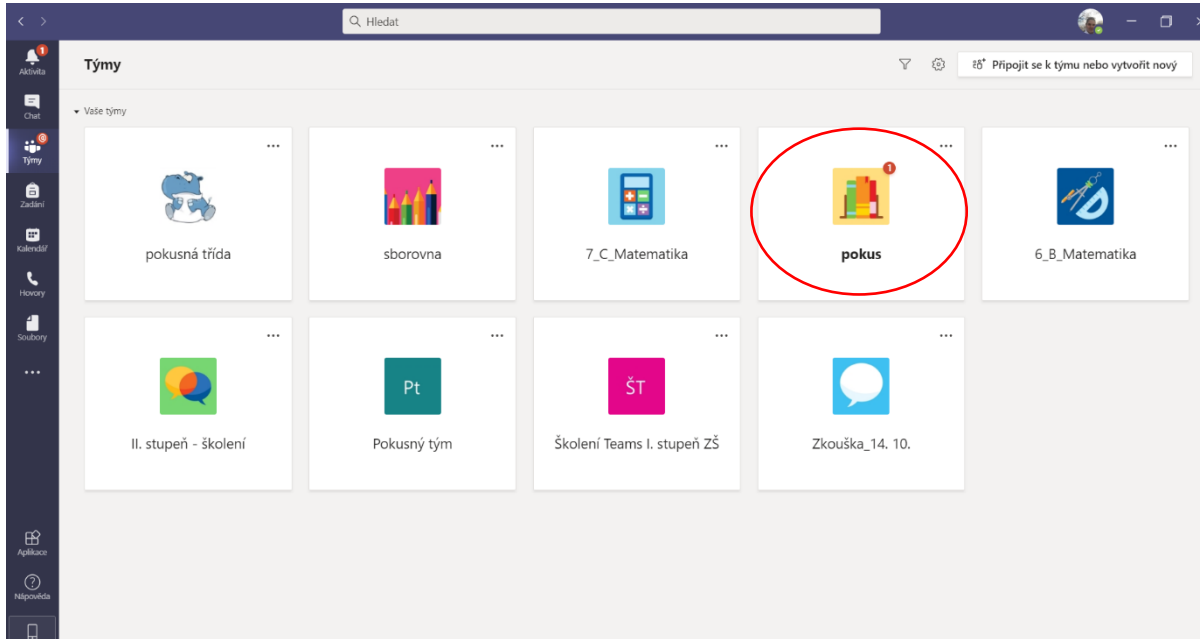 Hledat
1
Aktivita
Chat
Týmy
Zadání
Kalendář
Hovory
Soubory
Aplikace
Nápověda
Týmy
Připojit se k týmu nebo vytvořit nový
Vaše týmy
pokusná třída
sborovna
7_C_Matematika
1
pokus
6_B_Matematika
II. stupeň - školení
Pt
Pokusný tým
ŠT
Školení Teams I. stupeň ZŠ
Zkouška_14. 10.